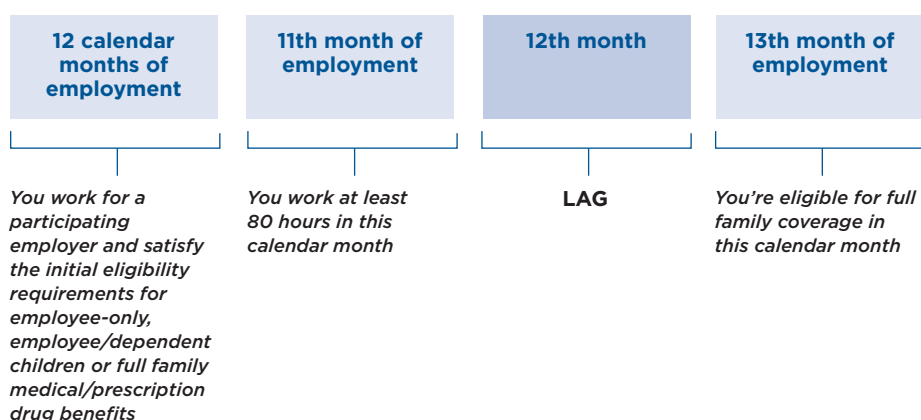 12 calendar
months of
employment
11th month of
employment
12th month
13th month of
employment
You work for a
participating
employer and satisfy
the initial eligibility
requirements for
employee-only,
employee/dependent
children or full family
medical/prescription
drug benefits
You work at least
80 hours in this
calendar month
LAG
You’re eligible for full
family coverage in
this calendar month